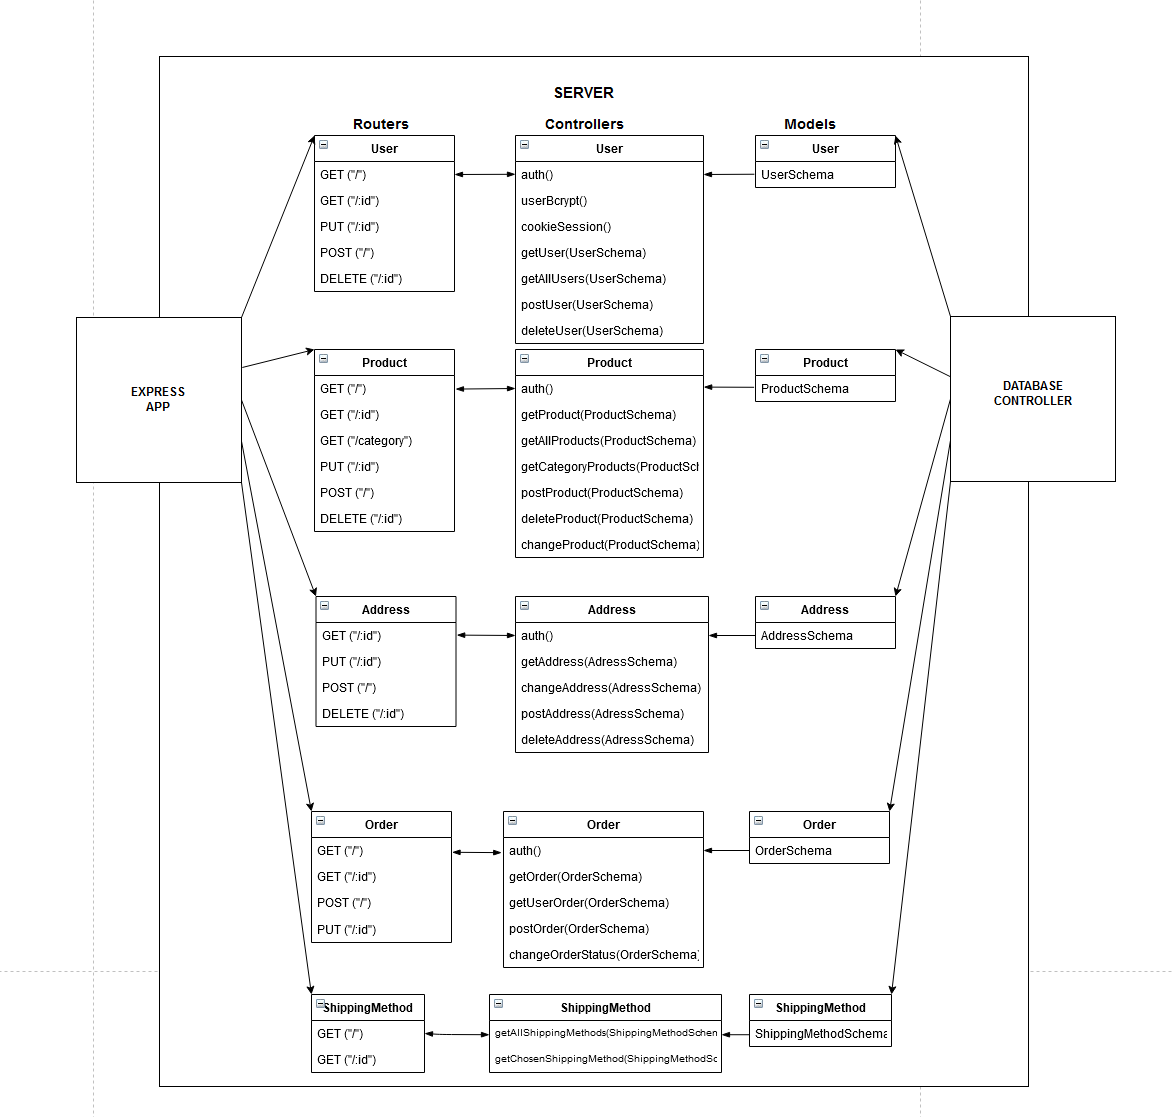 SERVER
Routers
Controllers
Models
User
GET ("/")
GET ("/:id")
PUT ("/:id")
POST ("/")
DELETE ("/:id")
User
auth()
userBcrypt()
cookieSession()
getUser(UserSchema)
getAllUsers(UserSchema)
postUser(UserSchema)
deleteUser(UserSchema)
User
UserSchema
EXPRESS
APP
DATABASE
CONTROLLER
Product
GET ("/")
GET ("/:id")
GET ("/category")
PUT ("/:id")
POST ("/")
DELETE ("/:id")
Product
auth()
getProduct(ProductSchema)
getAllProducts(ProductSchema)
getCategoryProducts(ProductSch
postProduct(ProductSchema)
deleteProduct(ProductSchema)
changeProduct(ProductSchema)
Product
ProductSchema
Address
GET ("/:id")
PUT ("/:id")
POST ("/")
DELETE ("/:id")
Address
auth()
getAddress(AdressSchema)
changeAddress(AdressSchema)
postAddress(AdressSchema)
deleteAddress(AdressSchema)
Address
AddressSchema
Order
GET ("/")
GET ("/:id")
POST ("/")
PUT ("/:id")
Order
auth()
getOrder(OrderSchema)
getUserOrder(OrderSchema)
postOrder(OrderSchema)
changeOrderStatus(OrderSchema)
Order
OrderSchema
ShippingMethod
GET ("/")
GET ("/:id")
ShippingMethod
getAllShippingMethods(ShippingMethodSchem
getChosenShippingMethod(ShippingMethodSc
ShippingMethod
ShippingMethodSchema